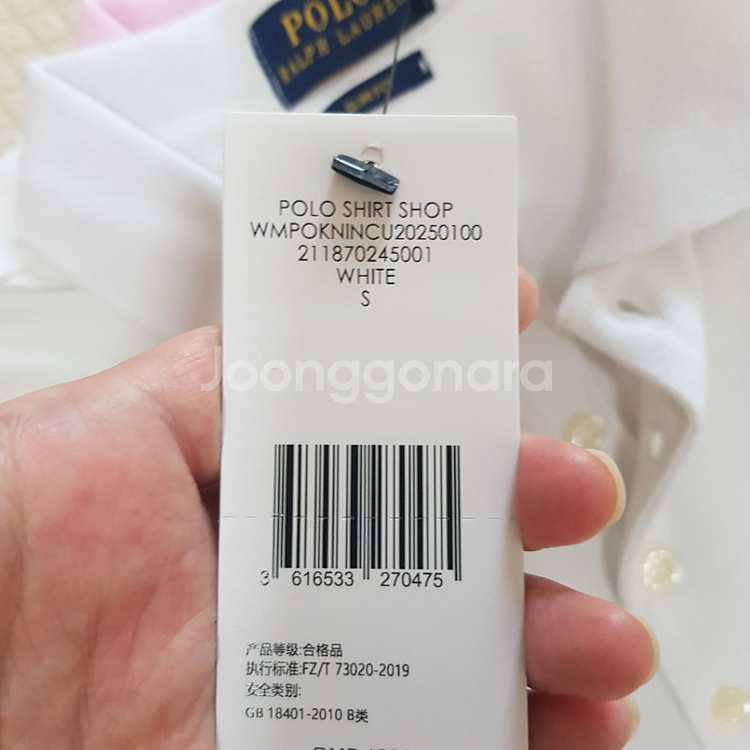 POLO
RALPH LAUREN
POLO SHIRT SHOP
WMPOKNINCU20250100
211870245001
WHITE
S
Joonggonara
3 616533 270475
产品等级:合格品
执行标准:FZ/T 73020-2019
安全类别:
GB 18401-2010 B类